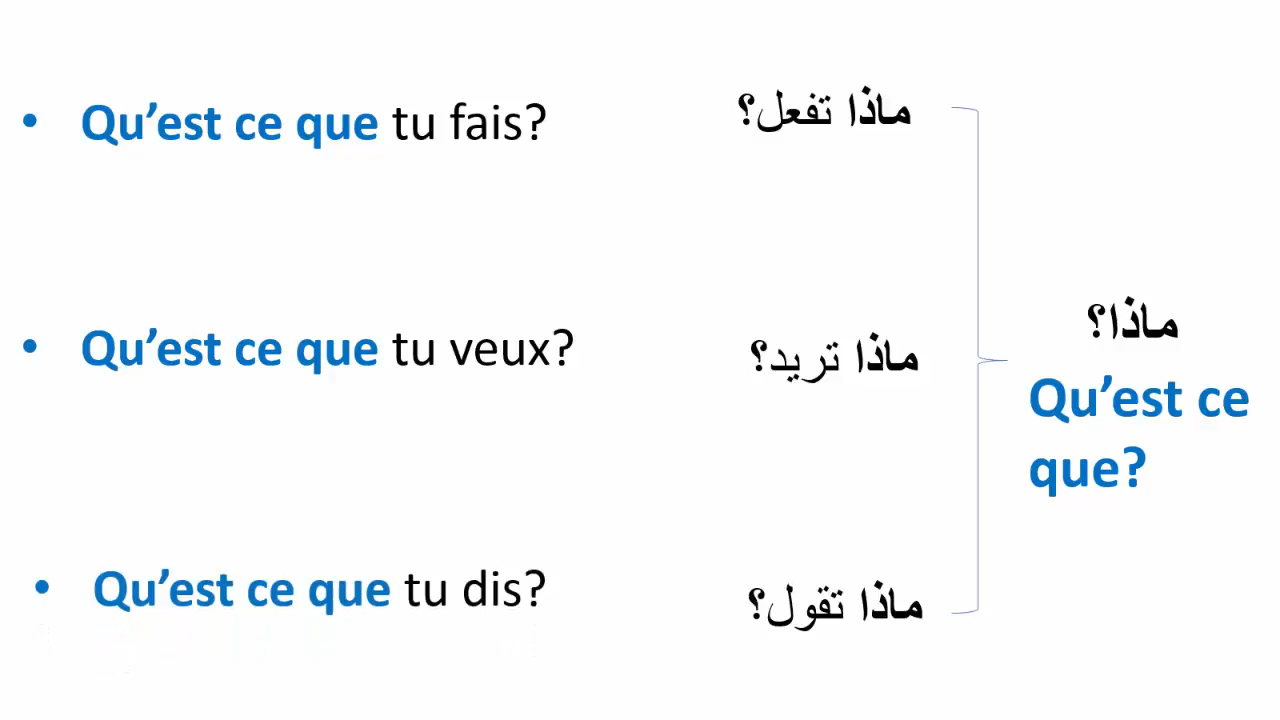 • Qu’est ce que tu fais?
ماذا تفعل؟
• Qu’est ce que tu veux?
ماذا تريد؟
• Qu’est ce que tu dis?
ماذا تقول؟
ماذا؟
Qu’est ce
que?